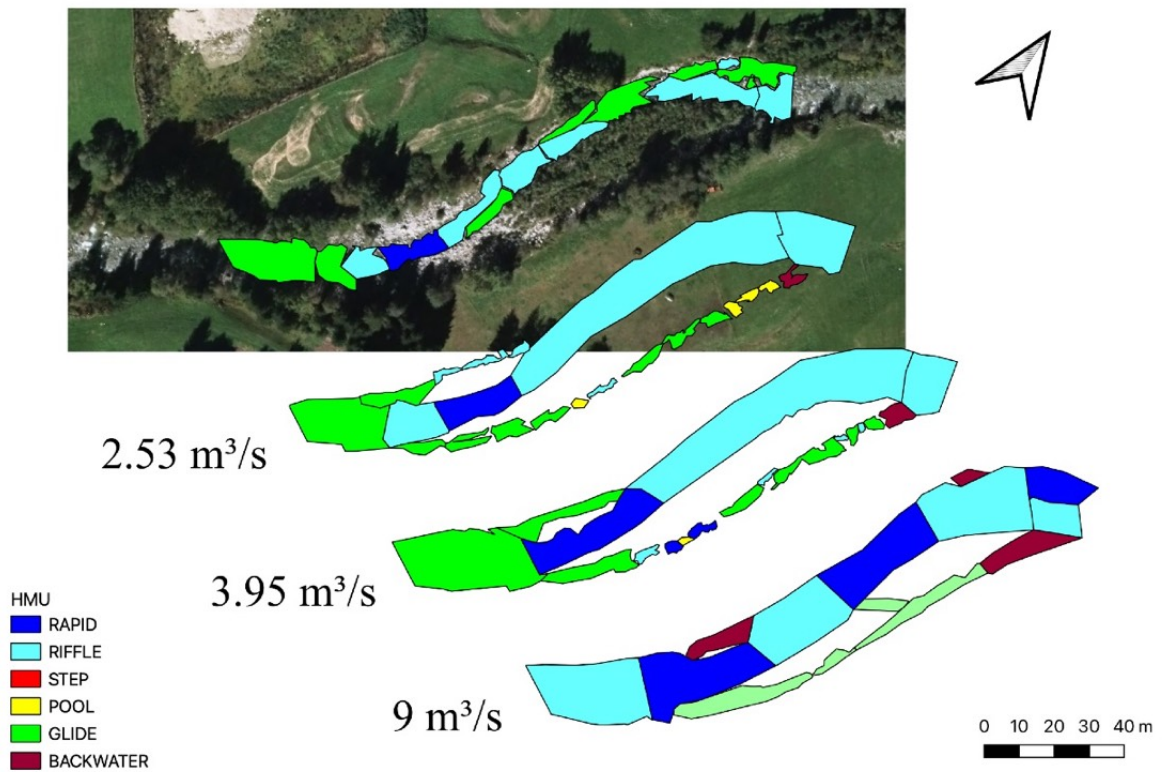 2.53 m³/s
3.95 m³/s
9 m³/s
HMU
RAPID
RIFFLE
STEP
POOL
GLIDE
BACKWATER
0 10 20 30 40 m